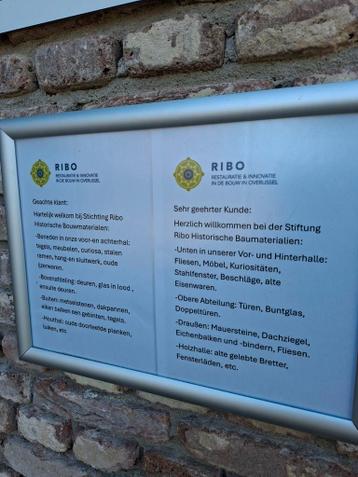 RIBO
RESTAURATIE & INNOVATIE
IN DE BOUW IN OVERIJSSEL
Geachte klant:
Hartelijk welkom bij Stichting Ribo
Historische Bouwmaterialen:
-Beneden in onze voor-en achterhal:
tegels, meubelen, curiosa, stalen
ramen, hang-en sluitwerk, oude
ijzerwaren.
-Bovenafdeling: deuren, glas in lood,
ensuite deuren.
-Buiten: metselstenen, dakpannen,
eiken balken een gebinten, tegels.
-Houthal: oude doorleefde planken,
luiken, etc
RIBO
RESTAURATIE & INNOVATIE
IN DE BOUW IN OVERIJSSEL
Sehr geehrter Kunde:
Herzlich willkommen bei der Stiftung
Ribo Historische Baumaterialien:
-Unten in unserer Vor- und Hinterhalle:
Fliesen, Möbel, Kuriositäten,
Stahlfenster, Beschläge, alte
Eisenwaren.
-Obere Abteilung: Türen, Buntglas,
Doppeltüren.
-Draußen: Mauersteine, Dachziegel,
Eichenbalken und -bindern, Fliesen.
-Holzhalle: alte gelebte Bretter,
Fensterläden, etc.